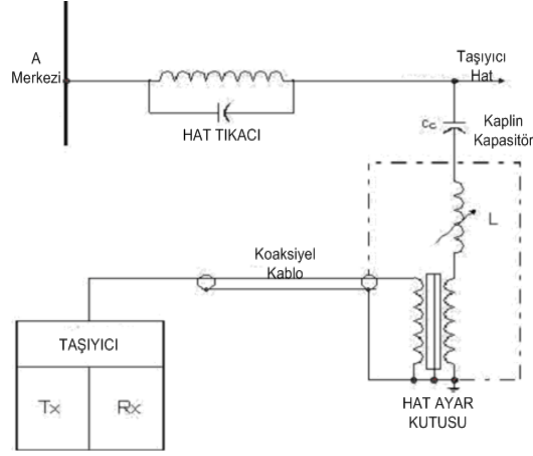 A
Merkezi
Taşıyıcı
Hat
HAT TIKACI
Cc
Kaplin
Kapasitör
L
Koaksiyel
Kablo
TAŞIYICI
Tx
Rx
HAT AYAR
KUTUSU